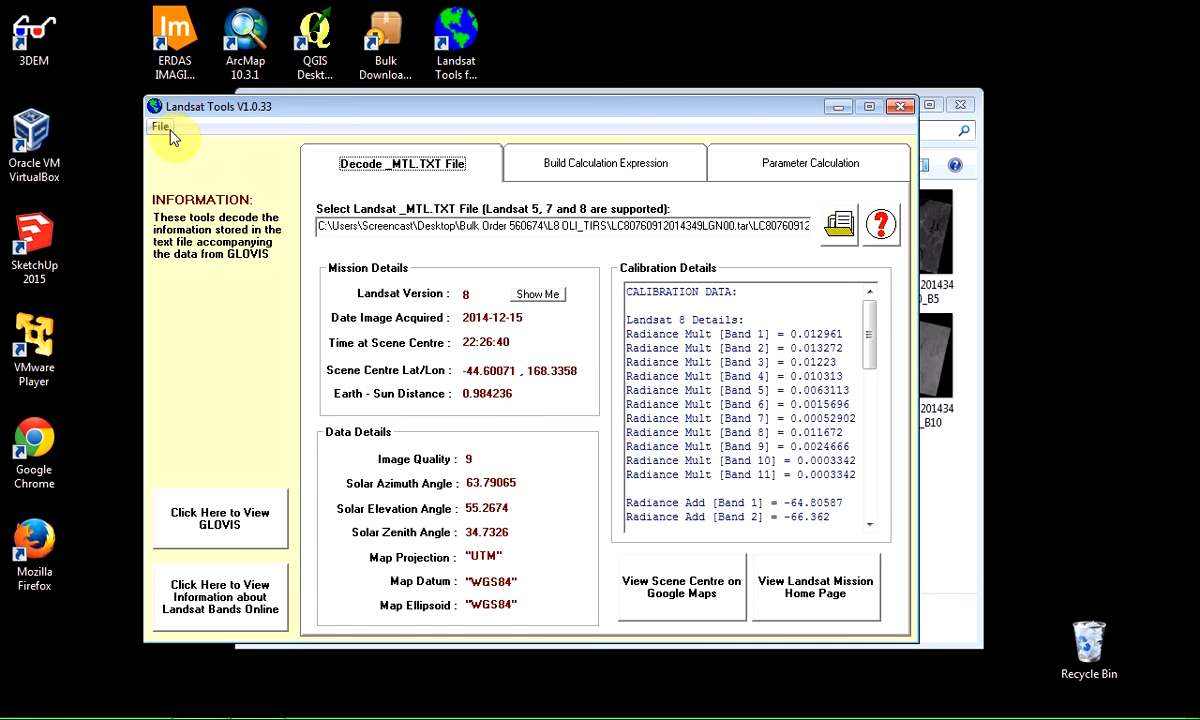 3DEM
Im
ERDAS
IMAGI...
ArcMap
10.3.1
QGIS
Deskt...
Bulk
Downloa...
Landsat
Tools f...
Oracle VM
VirtualBox
SketchUp
2015
VMware
Player
Google
Chrome
Mozilla
Firefox
Landsat Tools V1.0.33
File
INFORMATION:
These tools decode the
information stored in the
text file accompanying
the data from GLOVIS
Click Here to View
GLOVIS
Click Here to View
Information about
Landsat Bands Online
Decode _MTL.TXT File
Build Calculation Expression
Parameter Calculation
Select Landsat _MTL.TXT File (Landsat 5, 7 and 8 are supported):
C:\Users\Screencast\Desktop\Bulk Order 560674\L8 OLI_TIRS\LC80760912014349LGN00.tar\LC80760912
Mission Details
Landsat Version : 8 Show Me
Date Image Acquired : 2014-12-15
Time at Scene Centre : 22:26:40
Scene Centre Lat/Lon : -44.60071 , 168.3358
Earth - Sun Distance : 0.984236
Data Details
Image Quality : 9
Solar Azimuth Angle : 63.79065
Solar Elevation Angle : 55.2674
Solar Zenith Angle : 34.7326
Map Projection : "UTM"
Map Datum : "WGS84"
Map Ellipsoid : "WGS84"
Calibration Details
CALIBRATION DATA:
Landsat 8 Details:
Radiance Mult [Band 1] = 0.012961
Radiance Mult [Band 2] = 0.013272
Radiance Mult [Band 3] = 0.01223
Radiance Mult [Band 4] = 0.010313
Radiance Mult [Band 5] = 0.0063113
Radiance Mult [Band 6] = 0.0015696
Radiance Mult [Band 7] = 0.00052902
Radiance Mult [Band 8] = 0.011672
Radiance Mult [Band 9] = 0.0024666
Radiance Mult [Band 10] = 0.0003342
Radiance Mult [Band 11] = 0.0003342
Radiance Add [Band 1] = -64.80587
Radiance Add [Band 2] = -66.362
View Scene Centre on
Google Maps
View Landsat Mission
Home Page
201434
_B5
201434
_B10
Recycle Bin